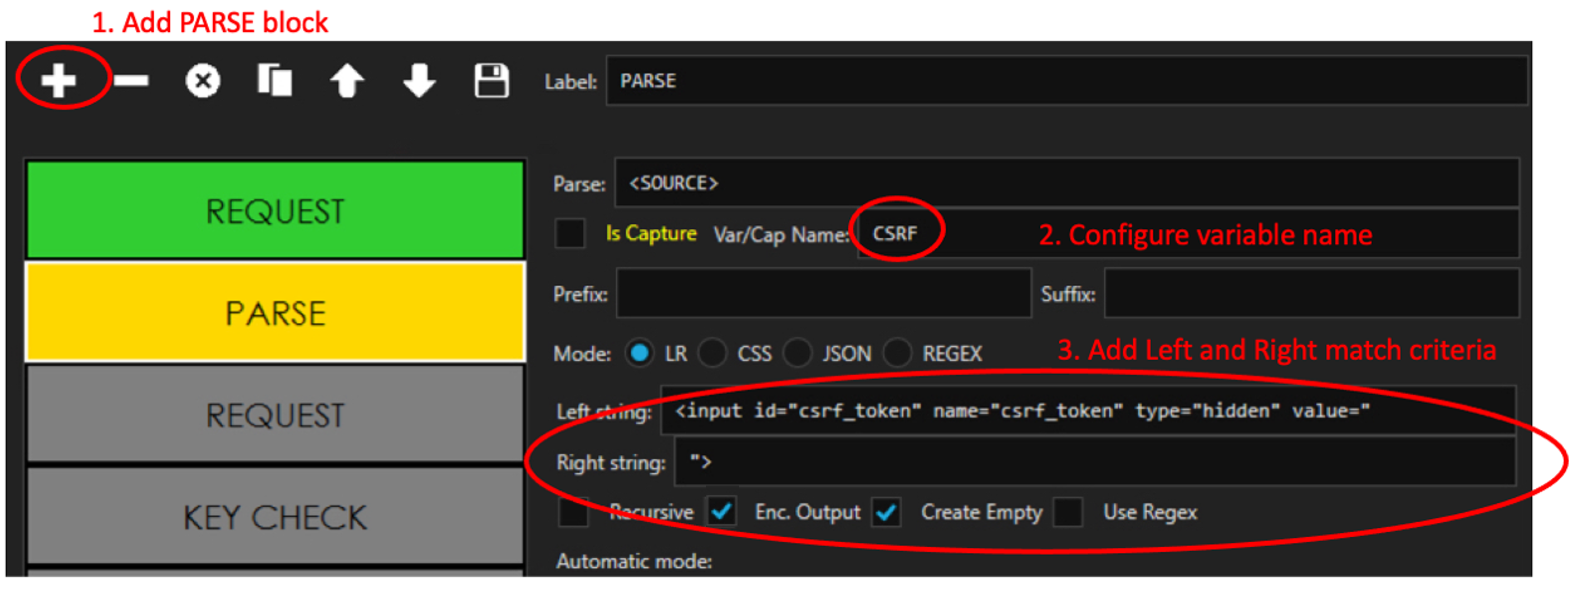 1. Add PARSE block
Label: PARSE
REQUEST
PARSE
REQUEST
KEY CHECK
Parse: <SOURCE>
Is Capture Var/Cap Name: CSRF 2. Configure variable name
Prefix: Suffix:
Mode: LR CSS JSON REGEX 3. Add Left and Right match criteria
Left string: <input id="csrf_token" name="csrf_token" type="hidden" value="
Right string: ">
Recursive Enc. Output Create Empty Use Regex
Automatic mode: